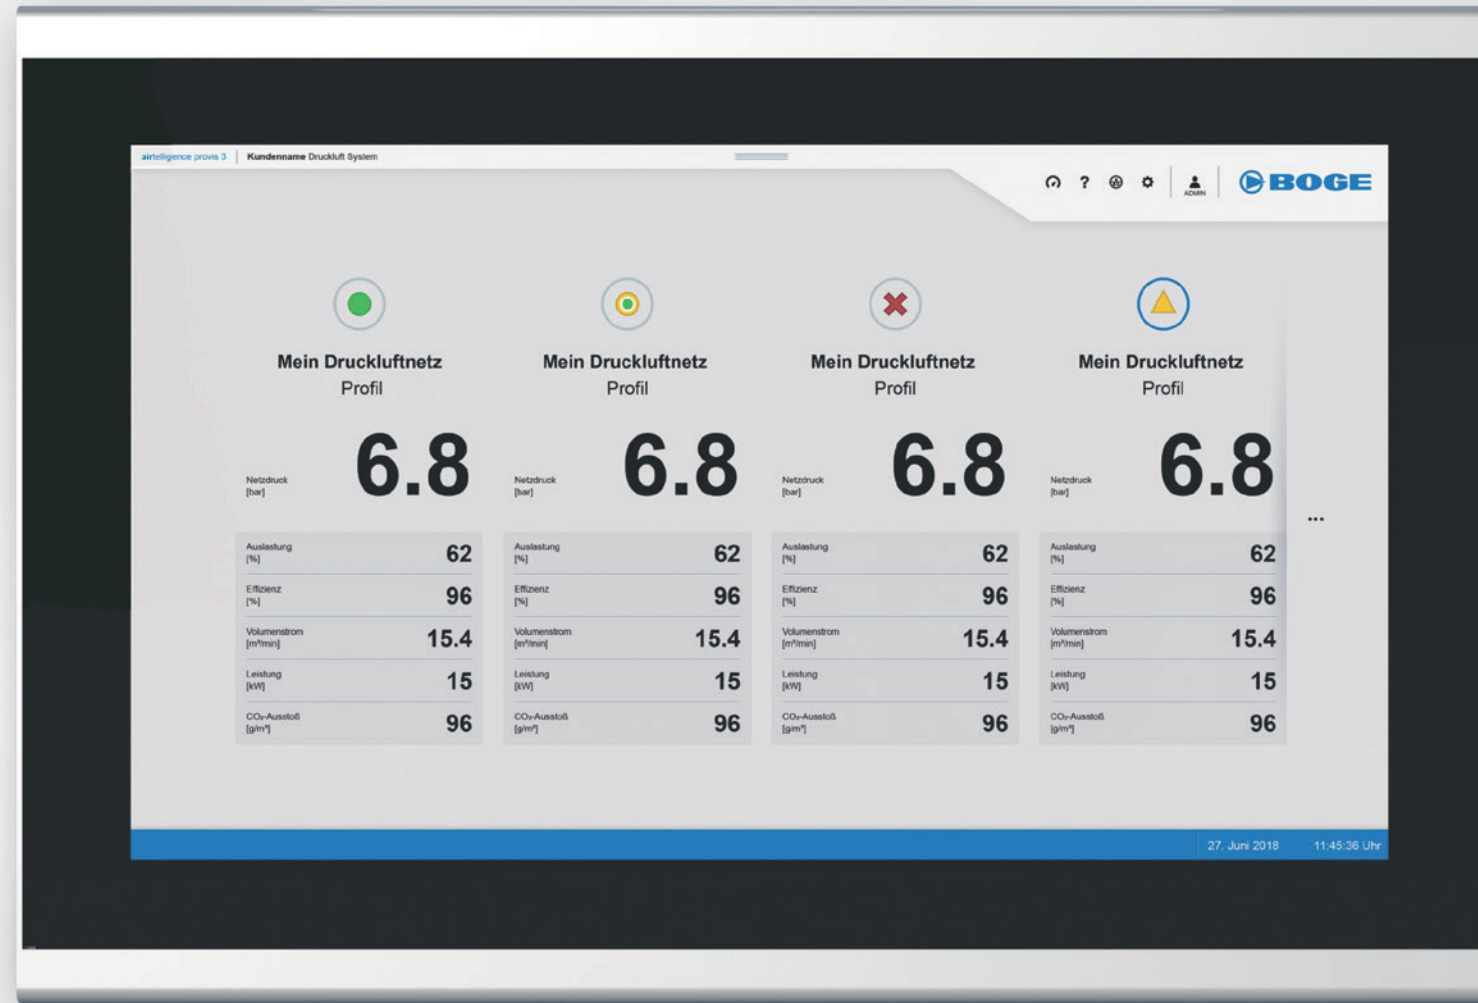 airtelligence provis 3 Kundenname Druckluft System
? ADMIN BOGE
Mein Druckluftnetz
Profil
Netzdruck
[bar]
6.8
Auslastung
[%]
62
Effizienz
[%]
96
Volumenstrom
[m³/min]
15.4
Leistung
[kW]
15
CO₂-Ausstoß
[g/m³]
96
Mein Druckluftnetz
Profil
Netzdruck
[bar]
6.8
Auslastung
[%]
62
Effizienz
[%]
96
Volumenstrom
[m³/min]
15.4
Leistung
[kW]
15
CO₂-Ausstoß
[g/m³]
96
Mein Druckluftnetz
Profil
Netzdruck
[bar]
6.8
Auslastung
[%]
62
Effizienz
[%]
96
Volumenstrom
[m³/min]
15.4
Leistung
[kW]
15
CO₂-Ausstoß
[g/m³]
96
Mein Druckluftnetz
Profil
Netzdruck
[bar]
6.8
Auslastung
[%]
62
Effizienz
[%]
96
Volumenstrom
[m³/min]
15.4
Leistung
[kW]
15
CO₂-Ausstoß
[g/m³]
96
...
27. Juni 2018 11:45:36 Uhr